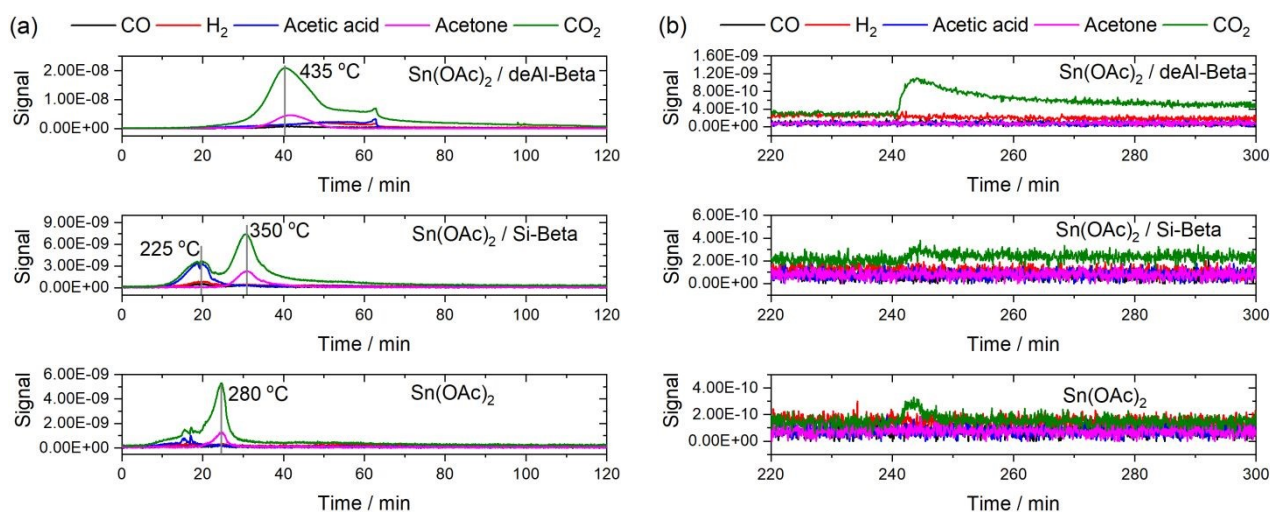 (a) CO H₂ Acetic acid Acetone CO₂
Signal
2.00E-08
1.00E-08
0.00E+00
435 °C
Sn(OAc)₂ / deAl-Beta
0 20 40 60 80 100 120
Time / min
Signal
9.00E-09
6.00E-09
3.00E-09
0.00E+00
225 °C
350 °C
Sn(OAc)₂ / Si-Beta
0 20 40 60 80 100 120
Time / min
Signal
6.00E-09
4.00E-09
2.00E-09
0.00E+00
280 °C
Sn(OAc)₂
0 20 40 60 80 100 120
Time / min
(b) CO H₂ Acetic acid Acetone CO₂
Signal
1.60E-09
1.20E-09
8.00E-10
4.00E-10
0.00E+00
Sn(OAc)₂ / deAl-Beta
220 240 260 280 300
Time / min
Signal
6.00E-10
4.00E-10
2.00E-10
0.00E+00
Sn(OAc)₂ / Si-Beta
220 230 240 250 260 270 280 290 300
Time / min
Signal
4.00E-10
2.00E-10
0.00E+00
Sn(OAc)₂
220 230 240 250 260 270 280 290 300
Time / min